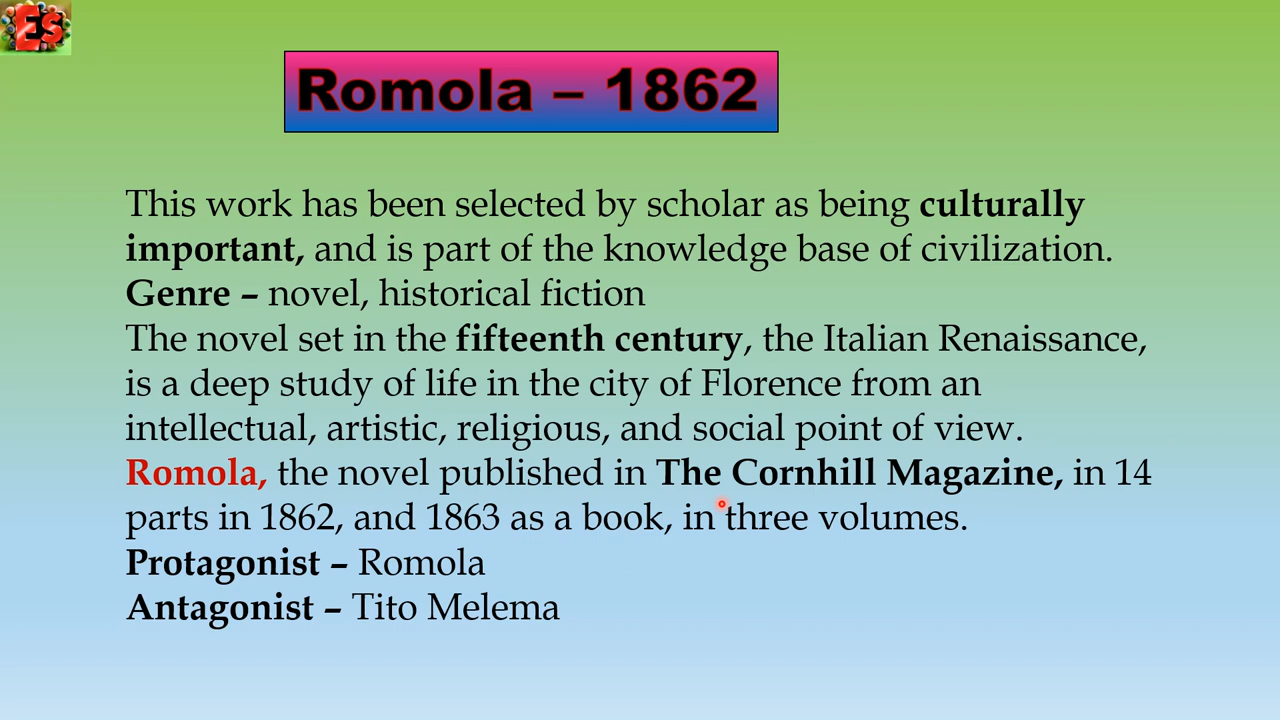 E2S
Romola – 1862
This work has been selected by scholar as being culturally
important, and is part of the knowledge base of civilization.
Genre – novel, historical fiction
The novel set in the fifteenth century, the Italian Renaissance,
is a deep study of life in the city of Florence from an
intellectual, artistic, religious, and social point of view.
Romola, the novel published in The Cornhill Magazine, in 14
parts in 1862, and 1863 as a book, in three volumes.
Protagonist – Romola
Antagonist – Tito Melema